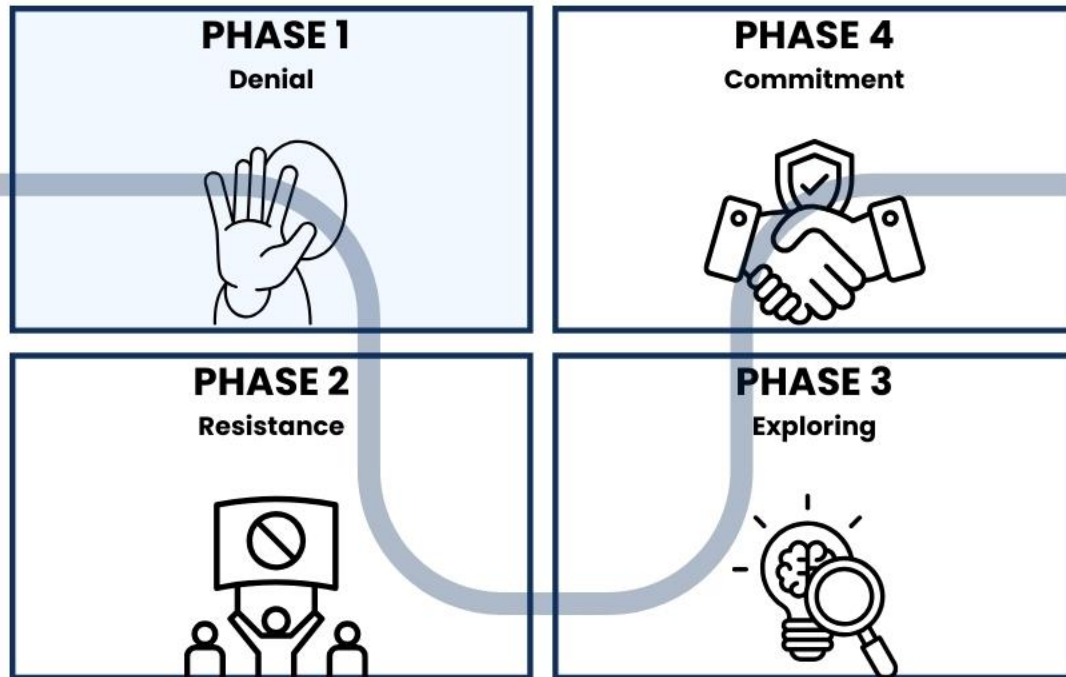 PHASE 1
Denial
PHASE 4
Commitment
PHASE 2
Resistance
PHASE 3
Exploring